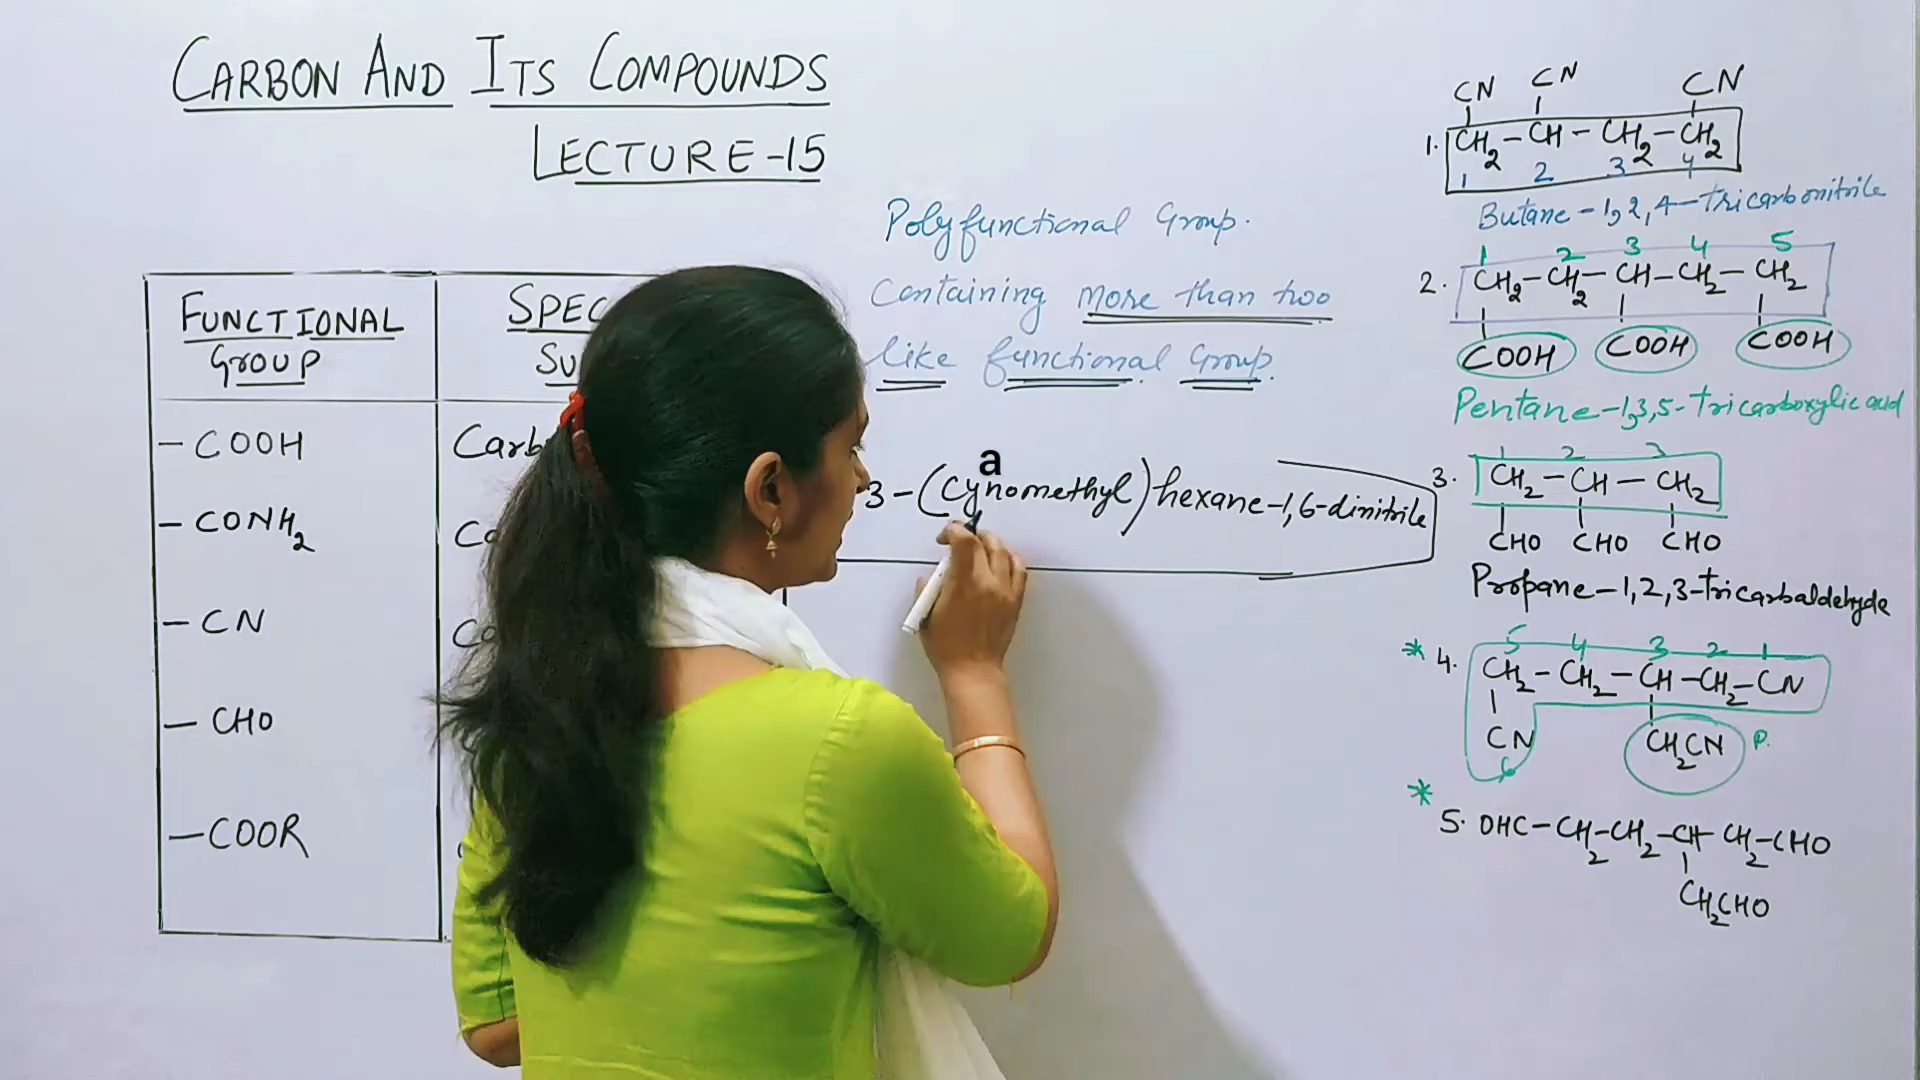 CARBON AND ITS COMPOUNDS
LECTURE-15
FUNCTIONAL
GROUP
SPEC
SU
-COOH
Carb
-CONH2
-CN
-CHO
-COOR
Polyfunctional Group.
Containing more than two
like functional Group.
a
3-(Cynomethyl)hexane-1,6-dinitrile
CN CN CN
1. CH2-CH-CH2-CH2
1 2 3 4
Butane-1,2,4-tricarbonitrile
1 2 3 4 5
2. CH2-CH2-CH-CH2-CH2
COOH COOH COOH
Pentane-1,3,5-tricarboxylic acid
1 2 3
3. CH2-CH-CH2
CHO CHO CHO
Propane-1,2,3-tricarbaldehyde
5 4 3 2 1
* 4. CH2-CH2-CH-CH2-CN
CN CH2CN P.
6
*
5. OHC-CH2-CH2-CH-CH2-CHO
CH2CHO